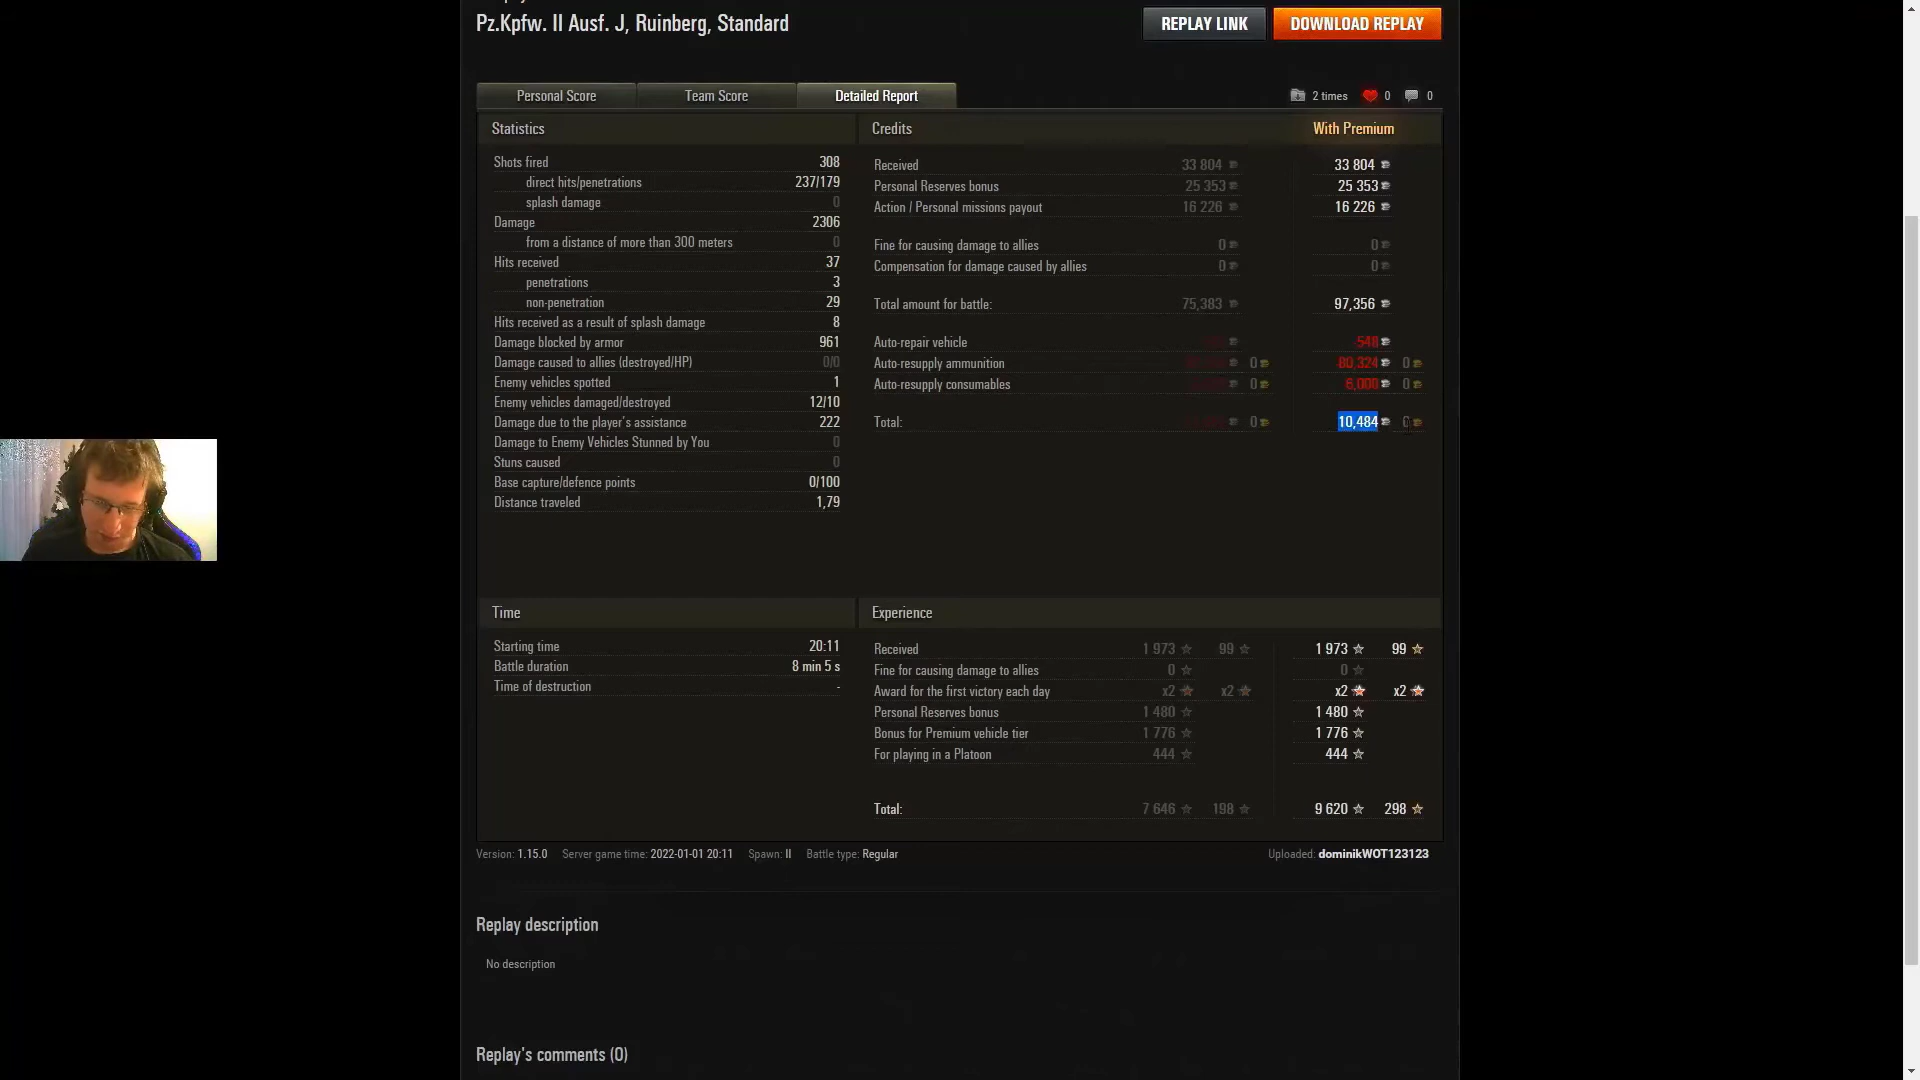 Pz.Kpfw. II Ausf. J, Ruinberg, Standard
REPLAY LINK DOWNLOAD REPLAY
Personal Score Team Score Detailed Report 2 times 0 0
Statistics
Shots fired 308
direct hits/penetrations 237/179
splash damage 0
Damage 2306
from a distance of more than 300 meters 0
Hits received 37
penetrations 3
non-penetration 29
Hits received as a result of splash damage 8
Damage blocked by armor 961
Damage caused to allies (destroyed/HP) 0/0
Enemy vehicles spotted 1
Enemy vehicles damaged/destroyed 12/10
Damage due to the player's assistance 222
Damage to Enemy Vehicles Stunned by You 0
Stuns caused 0
Base capture/defence points 0/100
Distance traveled 1,79
Credits With Premium
Received 33 804 33 804
Personal Reserves bonus 25 353 25 353
Action / Personal missions payout 16 226 16 226
Fine for causing damage to allies 0 0
Compensation for damage caused by allies 0 0
Total amount for battle: 75,383 97,356
Auto-repair vehicle -548
Auto-resupply ammunition 0 -80,324 0
Auto-resupply consumables 0 6,000 0
Total: 0 10,484 0
Time
Starting time 20:11
Battle duration 8 min 5 s
Time of destruction -
Experience
Received 1 973 99 1 973 99
Fine for causing damage to allies 0 0
Award for the first victory each day x2 x2 x2 x2
Personal Reserves bonus 1 480 1 480
Bonus for Premium vehicle tier 1 776 1 776
For playing in a Platoon 444 444
Total: 7 646 198 9 620 298
Version: 1.15.0 Server game time: 2022-01-01 20:11 Spawn: II Battle type: Regular Uploaded: dominikWOT123123
Replay description
No description
Replay's comments (0)